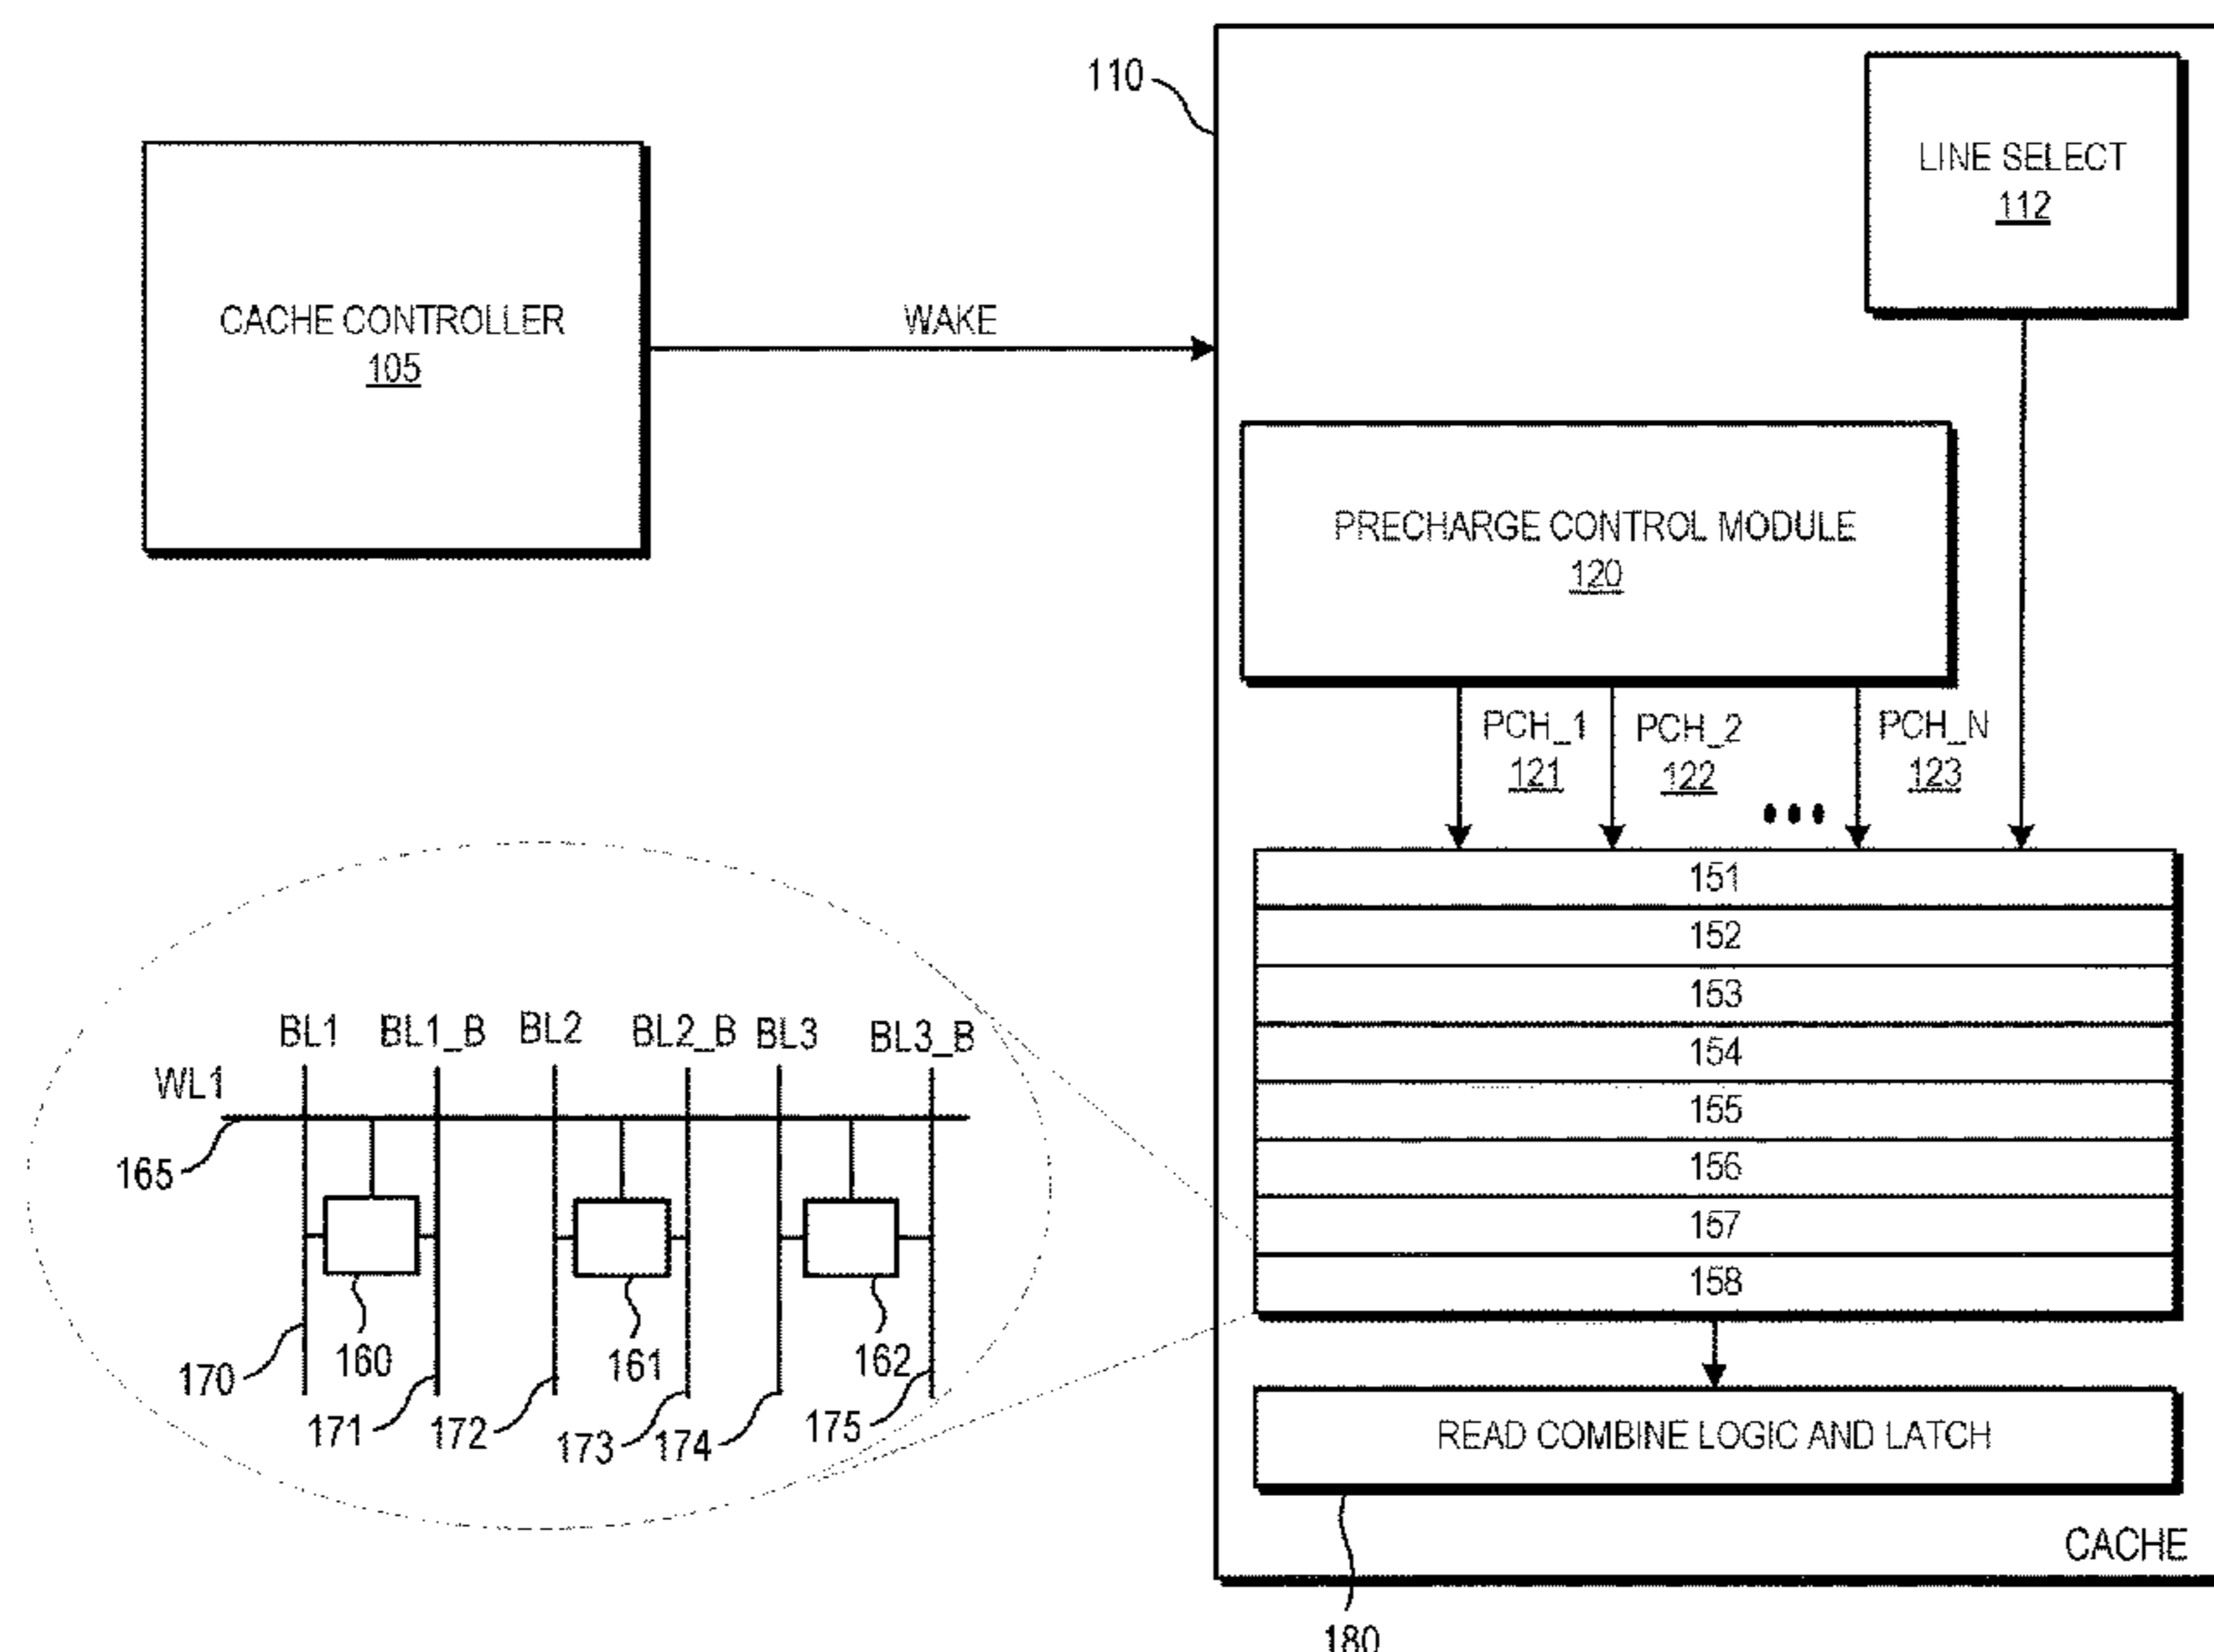 110
LINE SELECT
112
CACHE CONTROLLER
105
WAKE
PRECHARGE CONTROL MODULE
120
PCH_1
121
PCH_2
122
PCH_N
123
•••
151
152
153
154
155
156
157
158
BL1
BL1_B
BL2
BL2_B
BL3
BL3_B
WL1
165
160
161
162
170
171
172
173
174
175
READ COMBINE LOGIC AND LATCH
CACHE
180